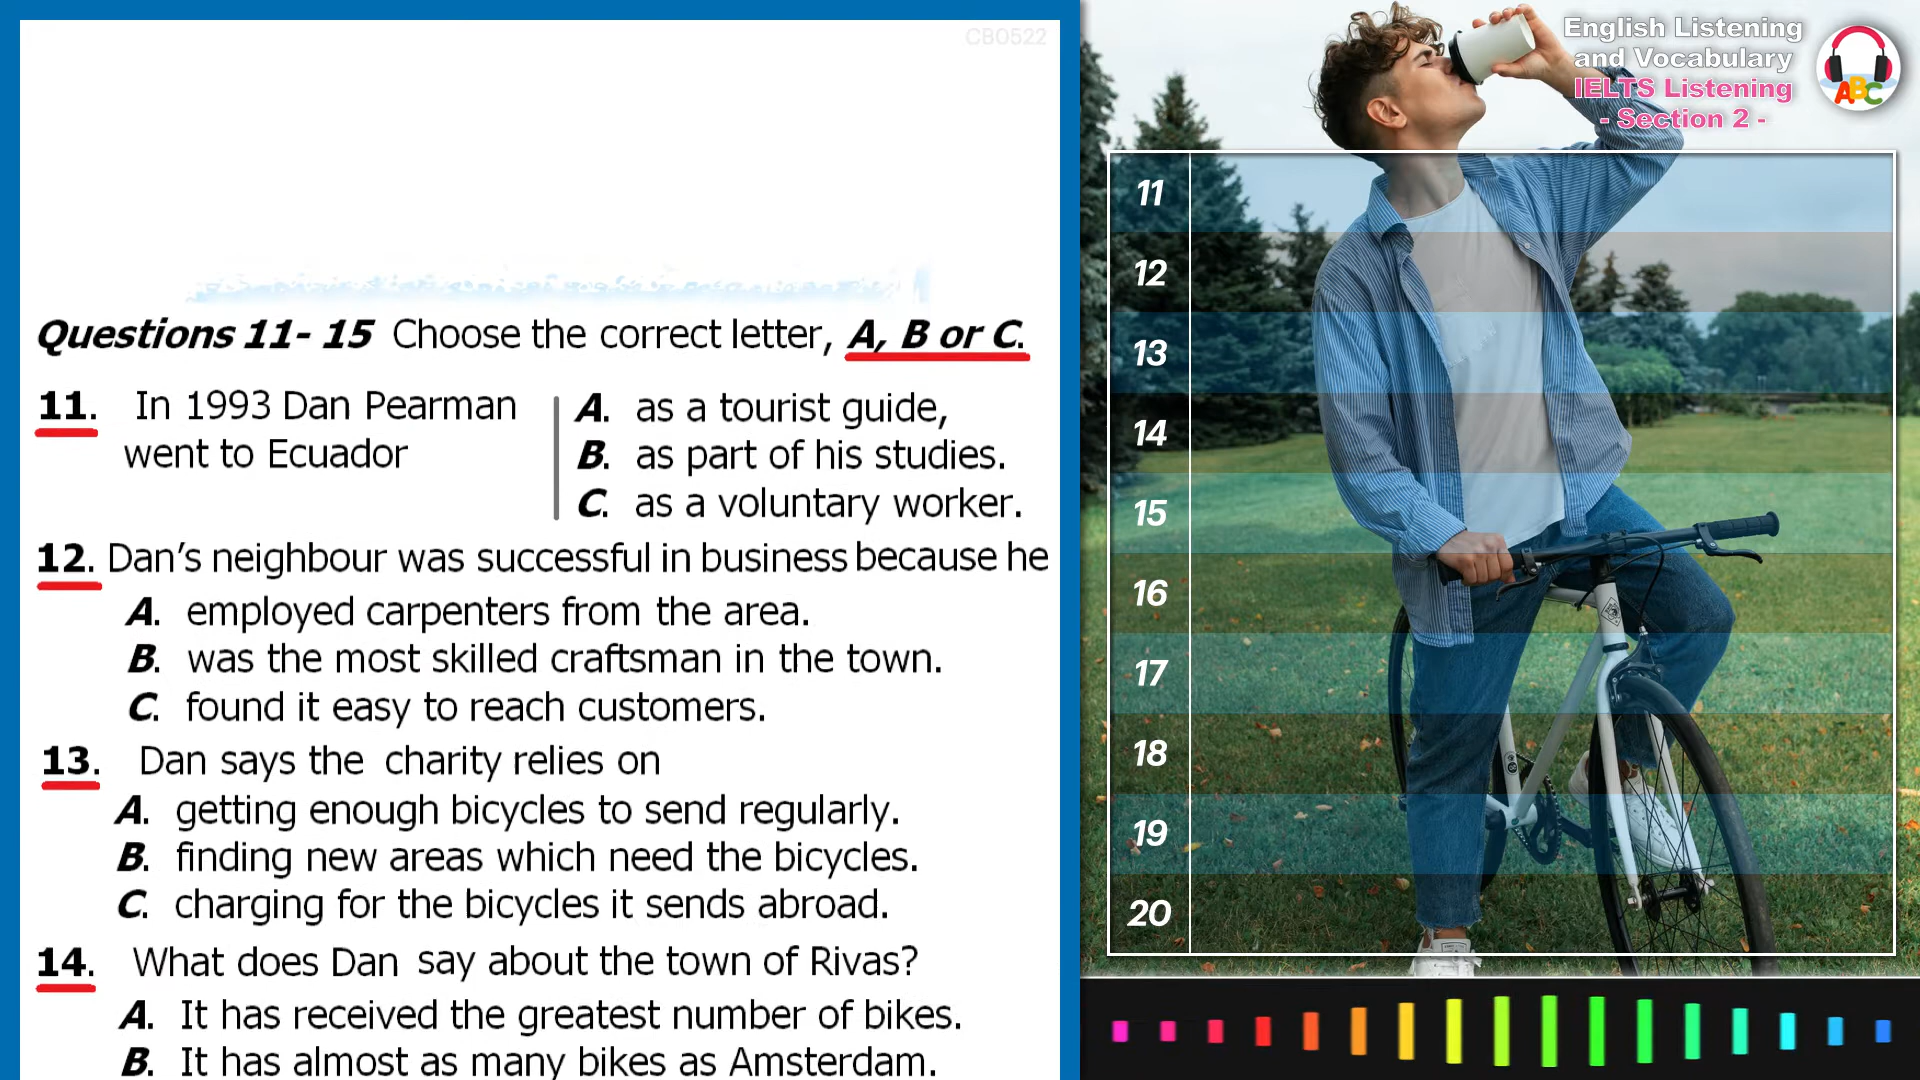 CB0522
Questions 11- 15 Choose the correct letter, A, B or C.
11. In 1993 Dan Pearman
went to Ecuador
A. as a tourist guide,
B. as part of his studies.
C. as a voluntary worker.
12. Dan's neighbour was successful in business because he
A. employed carpenters from the area.
B. was the most skilled craftsman in the town.
C. found it easy to reach customers.
13. Dan says the charity relies on
A. getting enough bicycles to send regularly.
B. finding new areas which need the bicycles.
C. charging for the bicycles it sends abroad.
14. What does Dan say about the town of Rivas?
A. It has received the greatest number of bikes.
B. It has almost as many bikes as Amsterdam.
English Listening
and Vocabulary
IELTS Listening
- Section 2 -
ABC
11
12
13
14
15
16
17
18
19
20